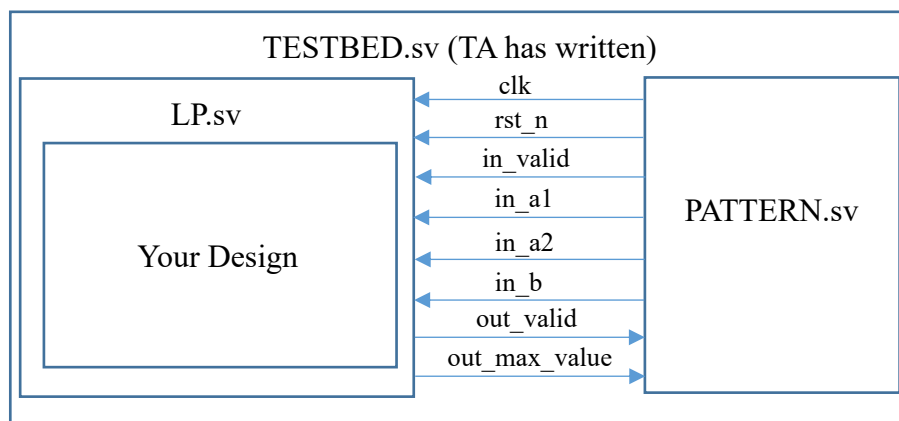 TESTBED.sv (TA has written)
LP.sv
Your Design
clk
rst_n
in_valid
in_a1
in_a2
in_b
out_valid
out_max_value
PATTERN.sv